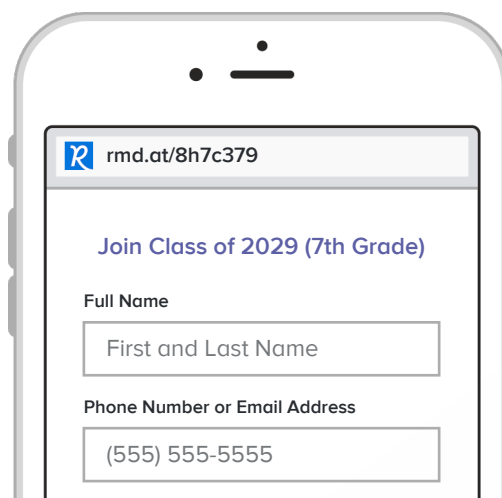 rmd.at/8h7c379
Join Class of 2029 (7th Grade)
Full Name
First and Last Name
Phone Number or Email Address
(555) 555-5555